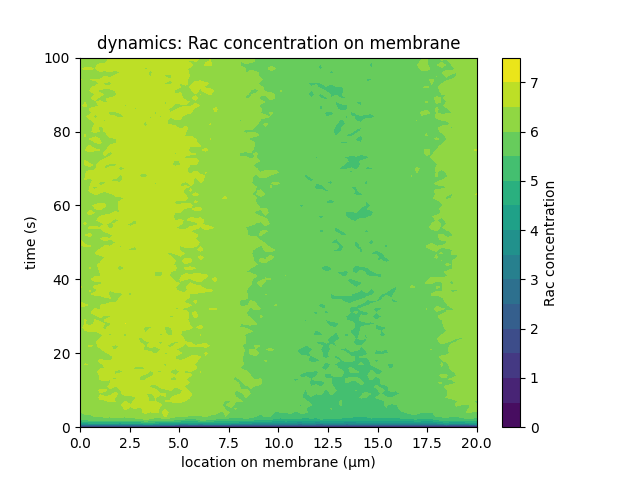 dynamics: Rac concentration on membrane
100
80
60
40
20
0
time (s)
0.0 2.5 5.0 7.5 10.0 12.5 15.0 17.5 20.0
location on membrane (μm)
7
6
5
4
3
2
1
0
Rac concentration